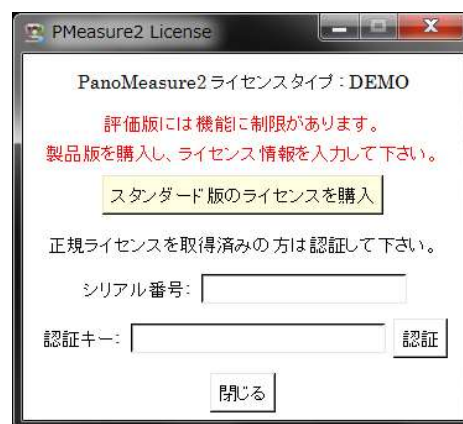 PMeasure2 License
PanoMeasure2 ライセンスタイプ : DEMO
評価版には機能に制限があります。
製品版を購入し、ライセンス情報を入力して下さい。
スタンダード版のライセンスを購入
正規ライセンスを取得済みの方は認証して下さい。
シリアル番号:
認証キー: 認証
閉じる